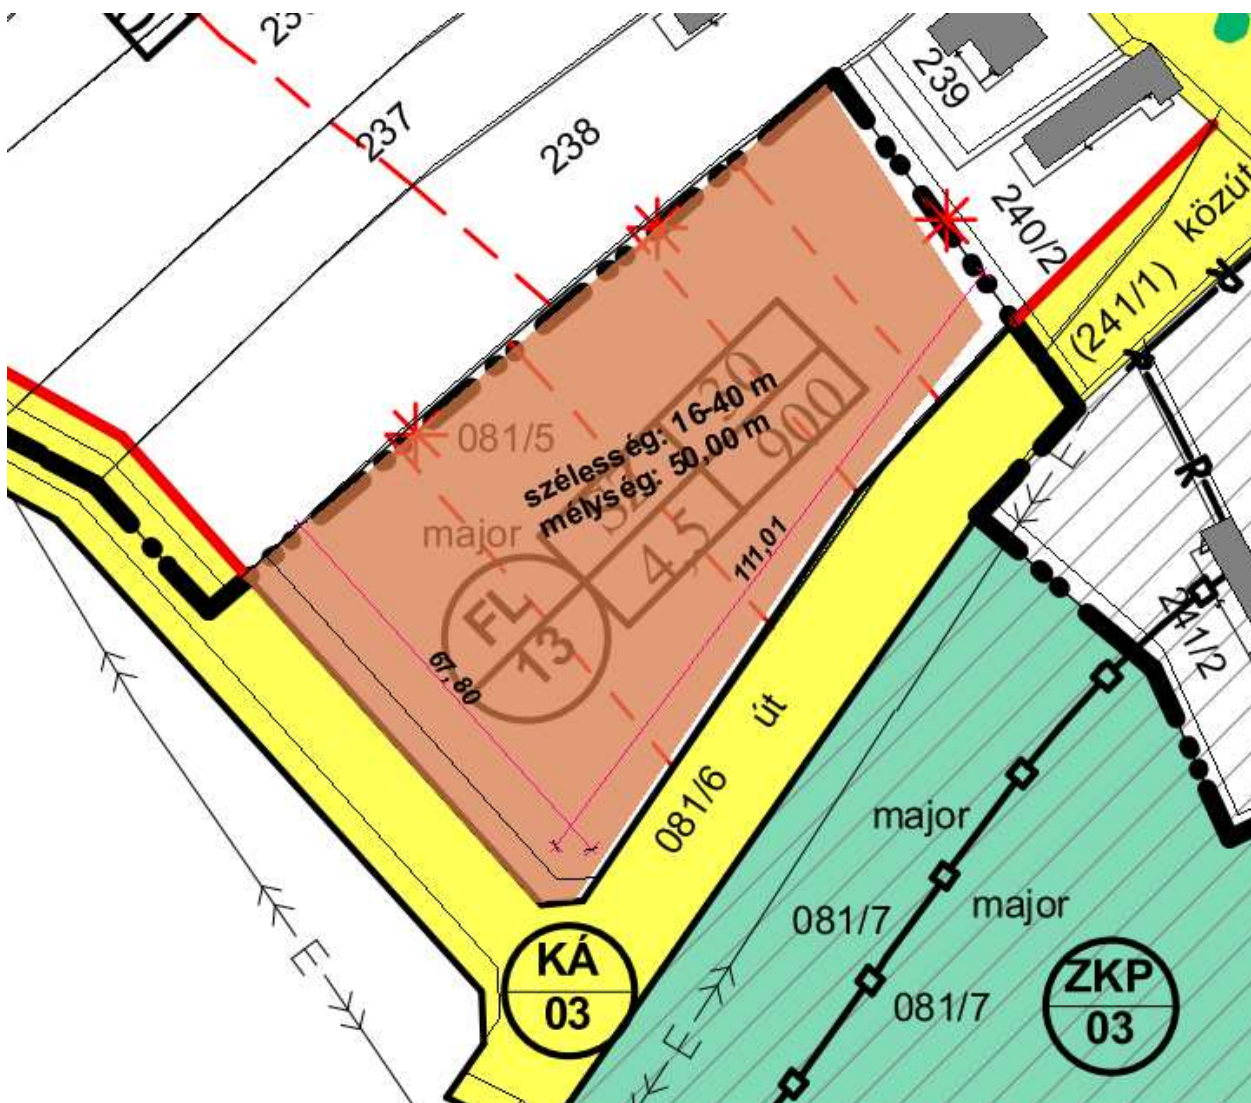 237
238
239
240/2
közút
(241/1)
R
R
R
E
081/5
major
SZ 30
4,5 900
szélesség: 16-40 m
mélység: 50,00 m
FL
13
111,01
67,80
241/2
út
081/6
major
major
081/7
081/7
KÁ
03
ZKP
03
E
E